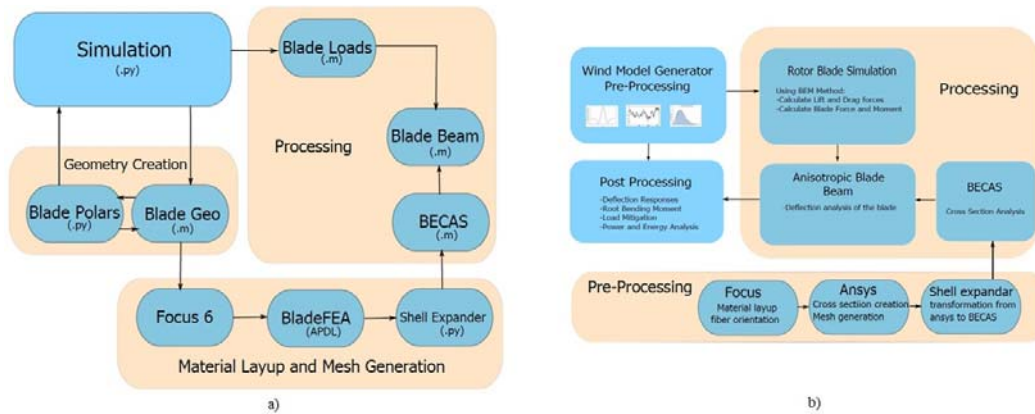 Simulation
(.py)
Blade Loads
(.m)
Blade Beam
(.m)
Processing
Geometry Creation
Blade Polars
(.py)
Blade Geo
(.m)
BECAS
(.m)
Focus 6
BladeFEA
(APDL)
Shell Expander
(.py)
Material Layup and Mesh Generation
a)
Wind Model Generator
Pre-Processing
Rotor Blade Simulation
Using BEM Method:
-Calculate Lift and Drag forces
-Calculate Blade Force and Moment
Processing
Post Processing
-Deflection Responses
-Root Bending Moment
-Load Mitigation
-Power and Energy Analysis
Anisotropic Blade
Beam
Deflection analysis of the blade
BECAS
Cross Section Analysis
Pre-Processing
Focus
Material layup
fiber orientation
Ansys
Cross sectiion creation
Mesh generation
Shell expandar
transformation from
ansys to BECAS
b)